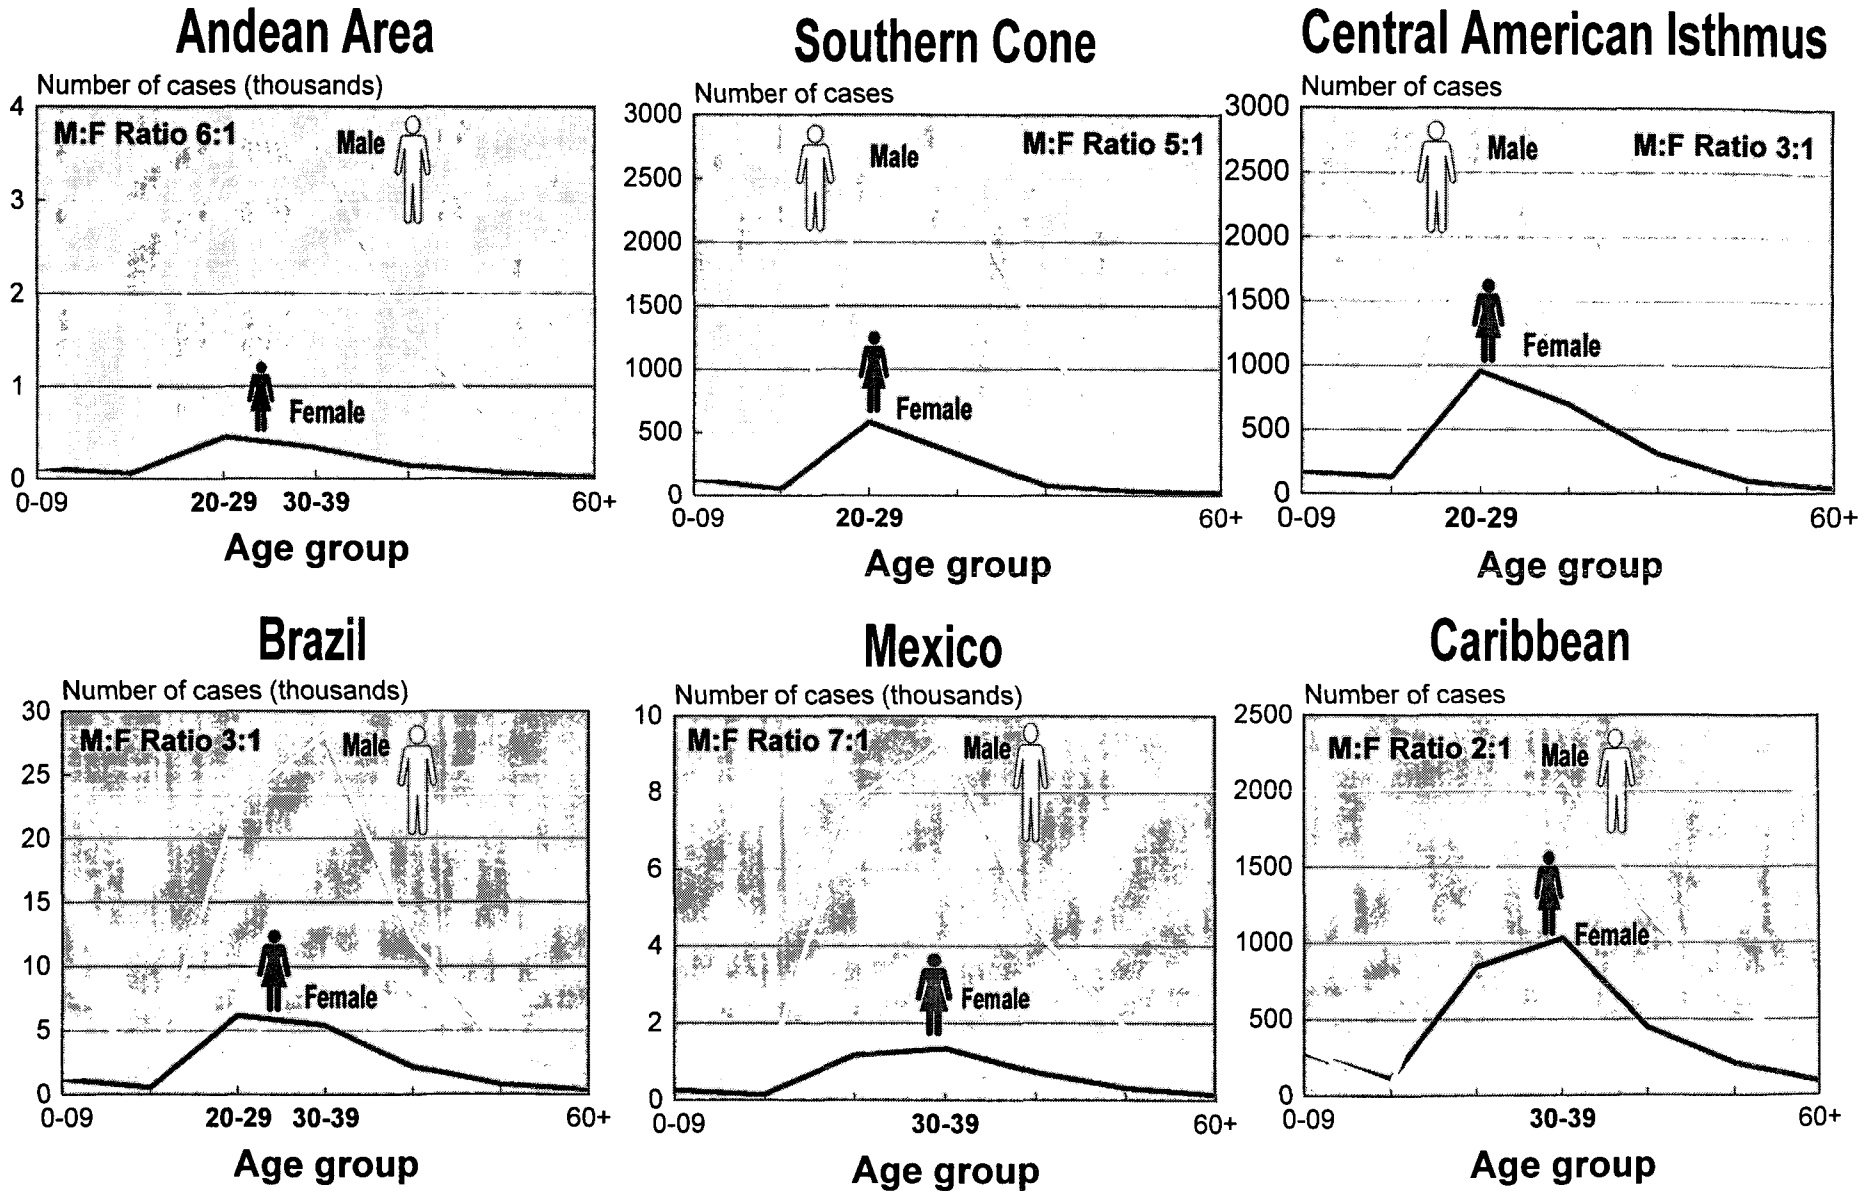 Andean Area
Number of cases (thousands)
4
3
2
1
0
M:F Ratio 6:1
Male
Female
0-09
20-29
30-39
60+
Age group
Southern Cone
Number of cases
3000
2500
2000
1500
1000
500
0
Male
M:F Ratio 5:1
Female
0-09
20-29
60+
Age group
Central American Isthmus
Number of cases
3000
2500
2000
1500
1000
500
0
Male
M:F Ratio 3:1
Female
0-09
20-29
60+
Age group
Brazil
Number of cases (thousands)
30
25
20
15
10
5
0
M:F Ratio 3:1
Male
Female
0-09
20-29
30-39
60+
Age group
Mexico
Number of cases (thousands)
10
8
6
4
2
0
M:F Ratio 7:1
Male
Female
0-09
30-39
60+
Age group
Caribbean
Number of cases
2500
2000
1500
1000
500
0
M:F Ratio 2:1
Male
Female
0-09
30-39
60+
Age group